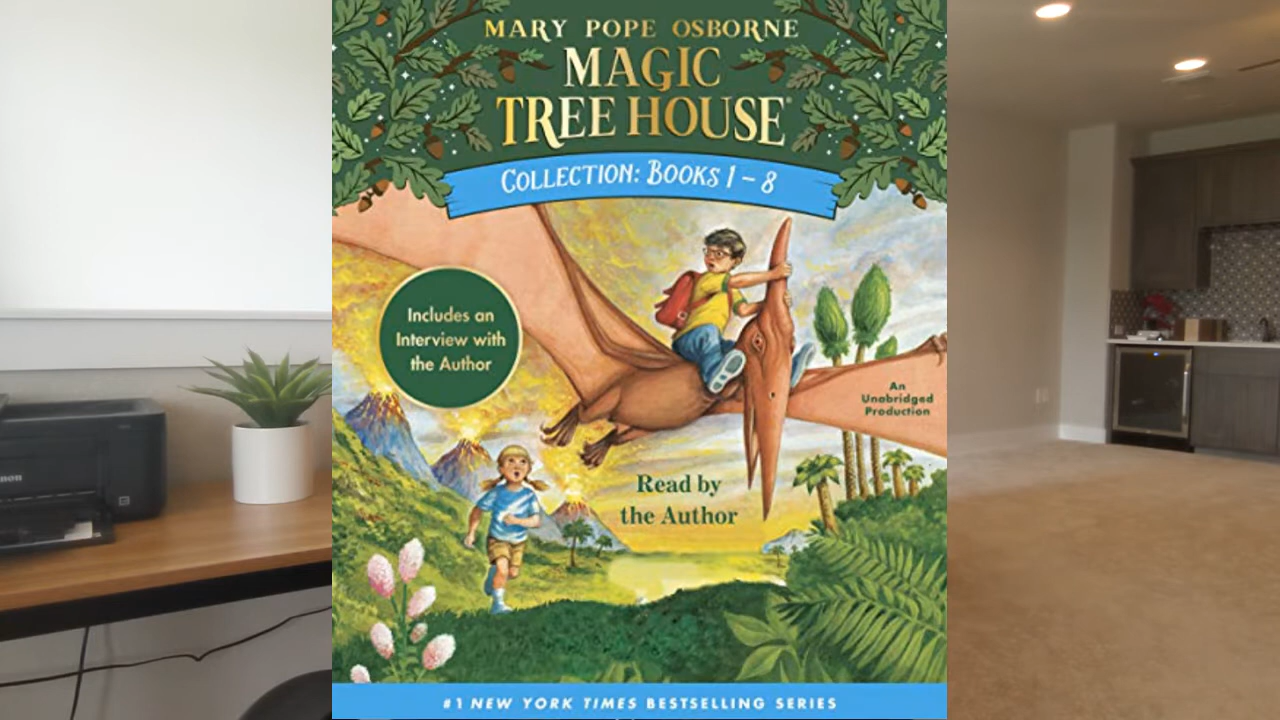 MARY POPE OSBORNE
MAGIC
TREE HOUSE®
COLLECTION: BOOKS 1 – 8
Includes an
Interview with
the Author
An
Unabridged
Production
Read by
the Author
#1 NEW YORK TIMES BESTSELLING SERIES